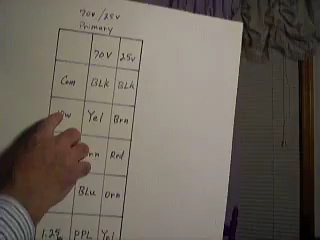 70v/25v
Primary
70V 25v
Com BLK BLK
Yel Brn
Red
BLu Orn
1.25 PPL Yel